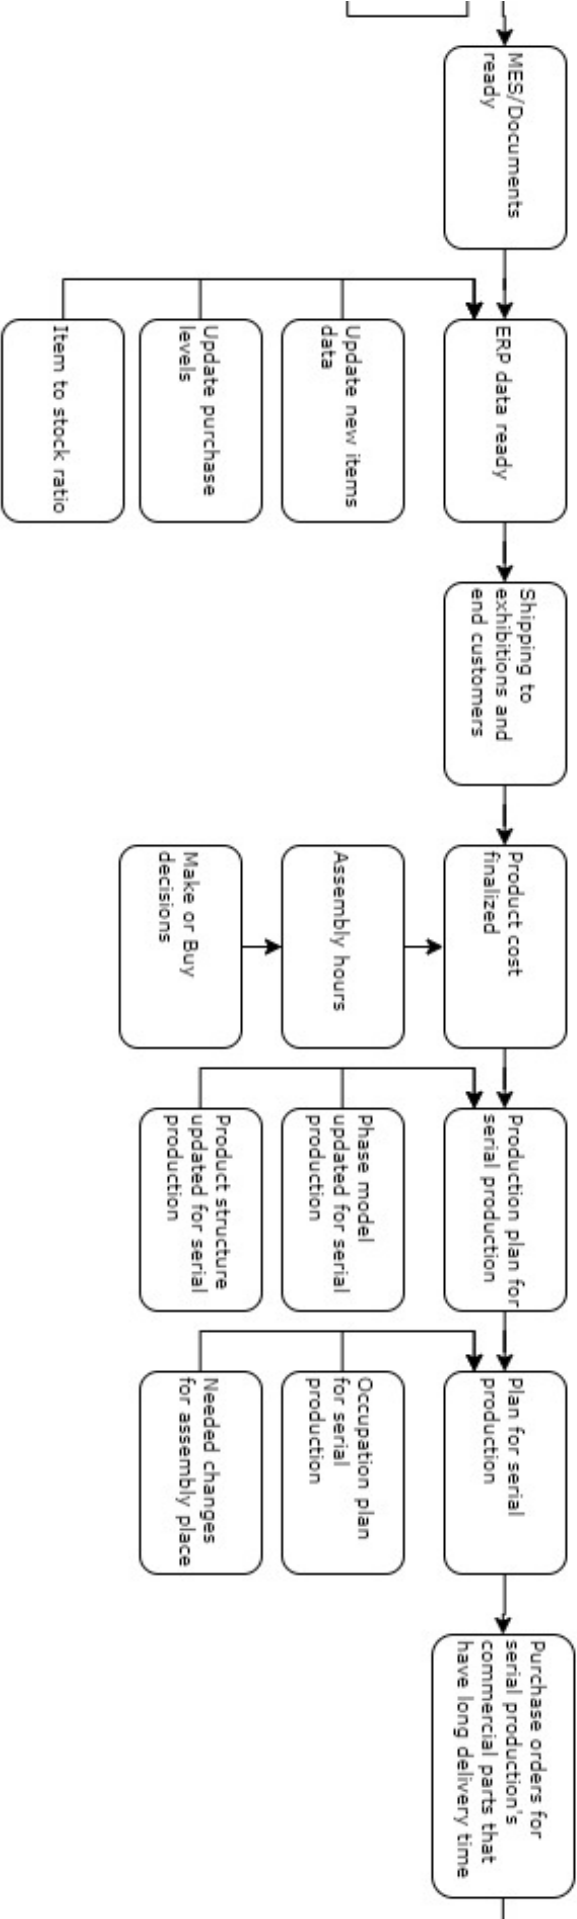 MES/Documents
ready
ERP data ready
Update new items
data
Update purchase
levels
Item to stock ratio
Shipping to
exhibitions and
end customers
Product cost
finalized
Assembly hours
Make or Buy
decisions
Production plan for
serial production
Phase model
updated for serial
production
Product structure
updated for serial
production
Plan for serial
production
Occupation plan
for serial
production
Needed changes
for assembly place
Purchase orders for
serial production's
commercial parts that
have long delivery time